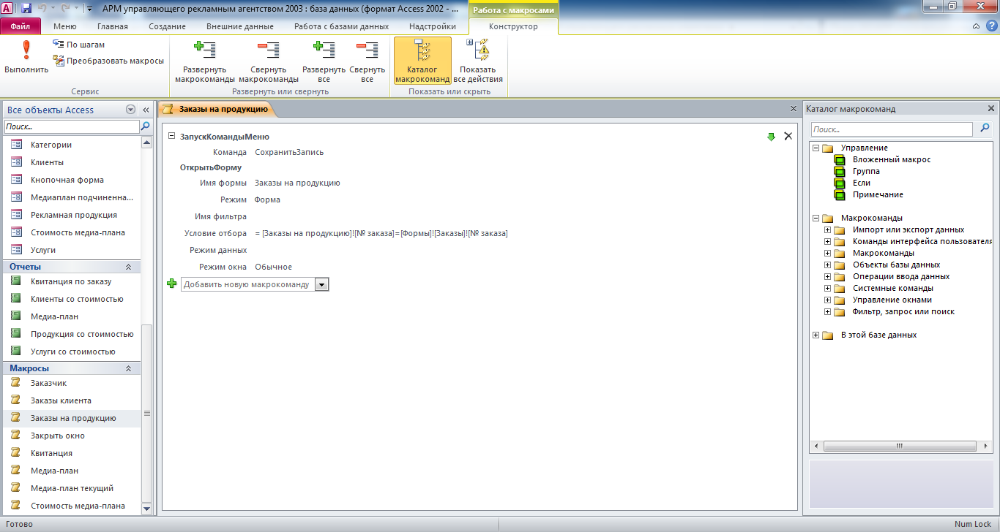 АРМ управляющего рекламным агентством 2003 : база данных (формат Access 2002 - ...
Работа с макросами
Файл Меню Главная Создание Внешние данные Работа с базами данных Надстройки Конструктор
Выполнить
По шагам
Преобразовать макросы
Развернуть макрокоманды
Свернуть макрокоманды
Развернуть все
Свернуть все
Каталог макрокоманд
Показать все действия
Сервис
Развернуть или свернуть
Показать или скрыть
Все объекты Access
Поиск...
Категории
Клиенты
Кнопочная форма
Медиаплан подчиненна...
Рекламная продукция
Стоимость медиа-плана
Услуги
Отчеты
Квитанция по заказу
Клиенты со стоимостью
Медиа-план
Продукция со стоимостью
Услуги со стоимостью
Макросы
Заказчик
Заказы клиента
Заказы на продукцию
Закрыть окно
Квитанция
Медиа-план
Медиа-план текущий
Стоимость медиа-плана
Заказы на продукцию
ЗапускКомандыМеню
Команда СохранитьЗапись
ОткрытьФорму
Имя формы Заказы на продукцию
Режим Форма
Имя фильтра
Условие отбора = [Заказы на продукцию]![№ заказа]=[Формы]![Заказы]![№ заказа]
Режим данных
Режим окна Обычное
Добавить новую макрокоманду
Каталог макрокоманд
Поиск...
Управление
Вложенный макрос
Группа
Если
Примечание
Макрокоманды
Импорт или экспорт данных
Команды интерфейса пользователя
Макрокоманды
Объекты базы данных
Операции ввода данных
Системные команды
Управление окнами
Фильтр, запрос или поиск
В этой базе данных
Готово
Num Lock